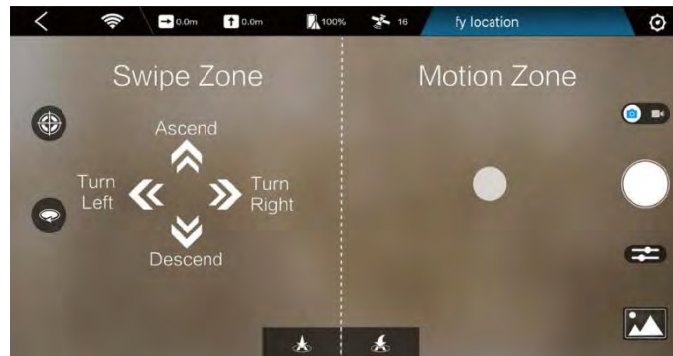 0.0m 0.0m 100% 16 fy location
Swipe Zone Motion Zone
Ascend
Turn Left
Turn Right
Descend